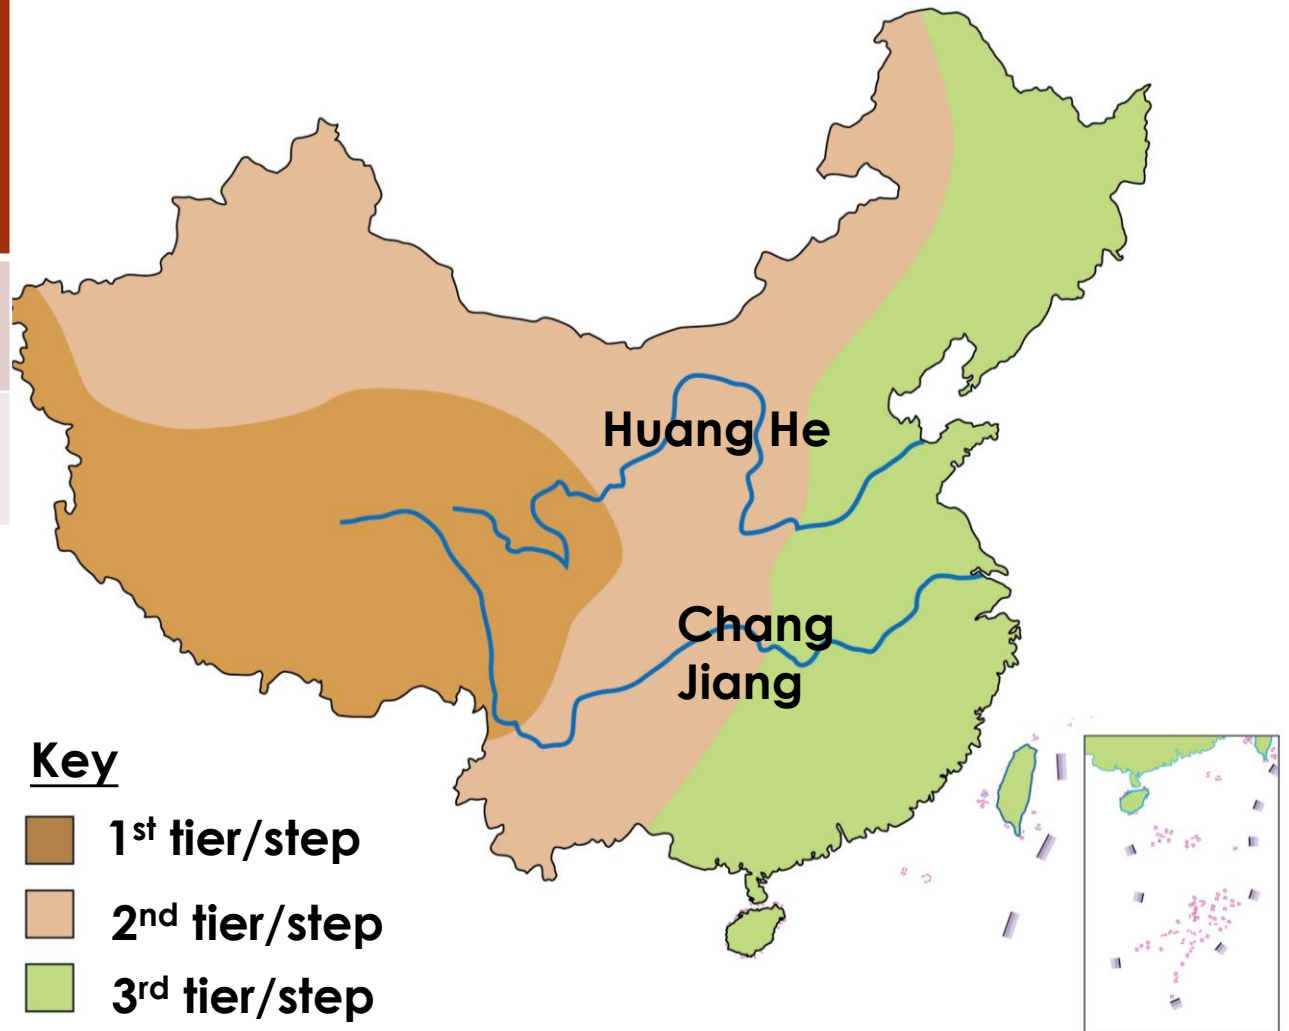 Huang He
Chang
Jiang
Key
1st tier/step
2nd tier/step
3rd tier/step